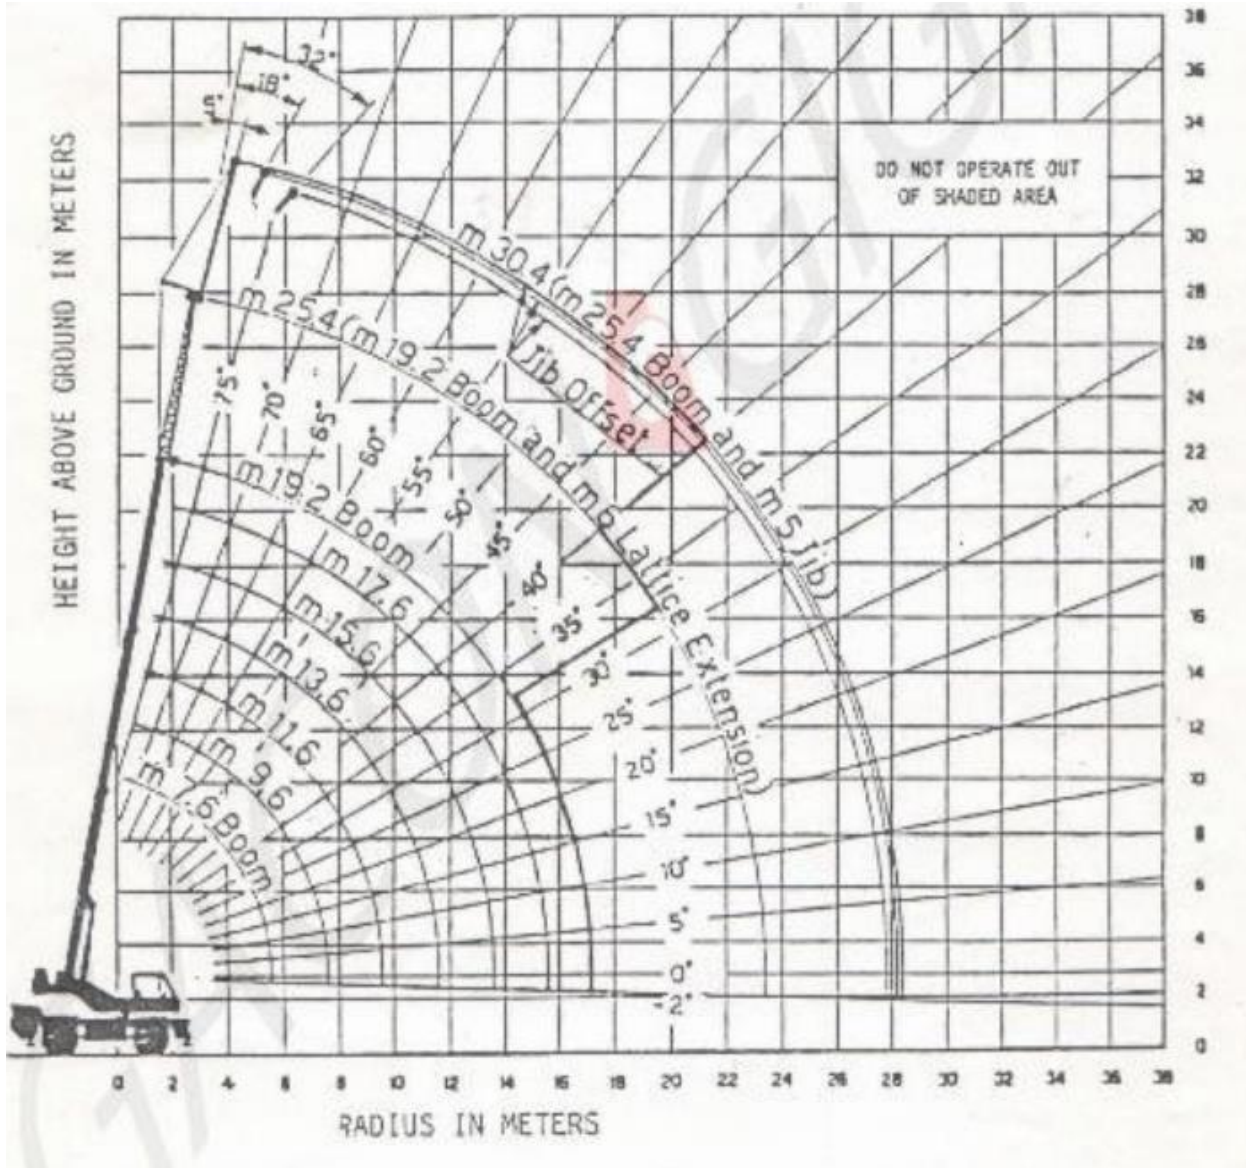 32°
18°
5°
HEIGHT ABOVE GROUND IN METERS
DO NOT OPERATE OUT
OF SHADED AREA
m 30.4 (m 25.4 Boom and m 5 Jib)
Jib Offset
m 25.4 (m 19.2 Boom and m 6 Lattice Extension)
m 19.2 Boom
m 17.6
m 15.6
m 13.6
m 11.6
m 9.6
m 7.6 Boom
75°
70°
65°
60°
55°
50°
45°
40°
35°
30°
25°
20°
15°
10°
5°
0°
-2°
38
36
34
32
30
28
26
24
22
20
18
16
14
12
10
8
6
4
2
0
0 2 4 6 8 10 12 14 16 18 20 22 24 26 28 30 32 34 36 38
RADIUS IN METERS